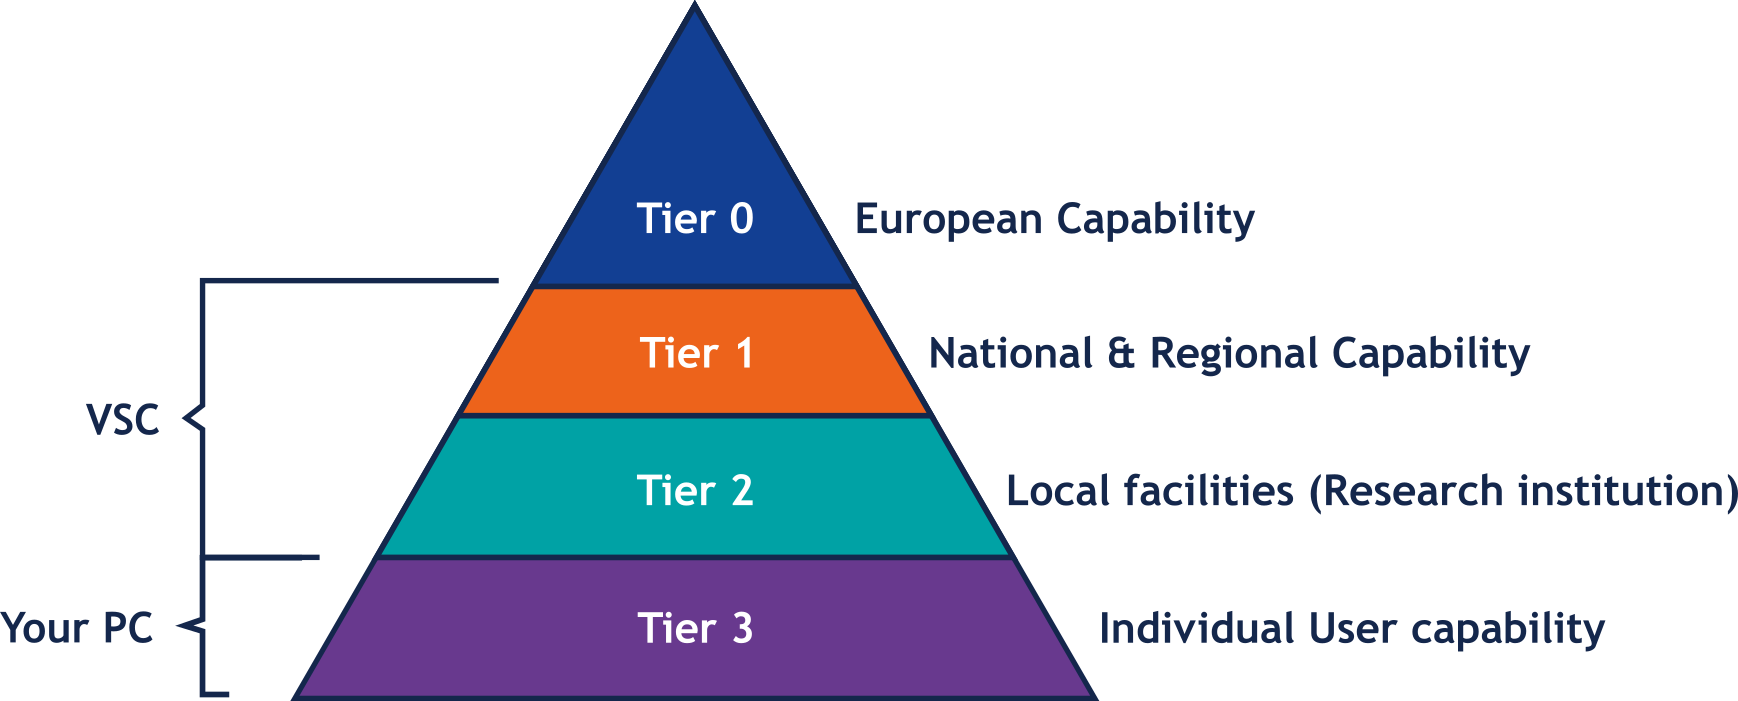 Tier 0
European Capability
Tier 1
National & Regional Capability
VSC
Tier 2
Local facilities (Research institution)
Your PC
Tier 3
Individual User capability